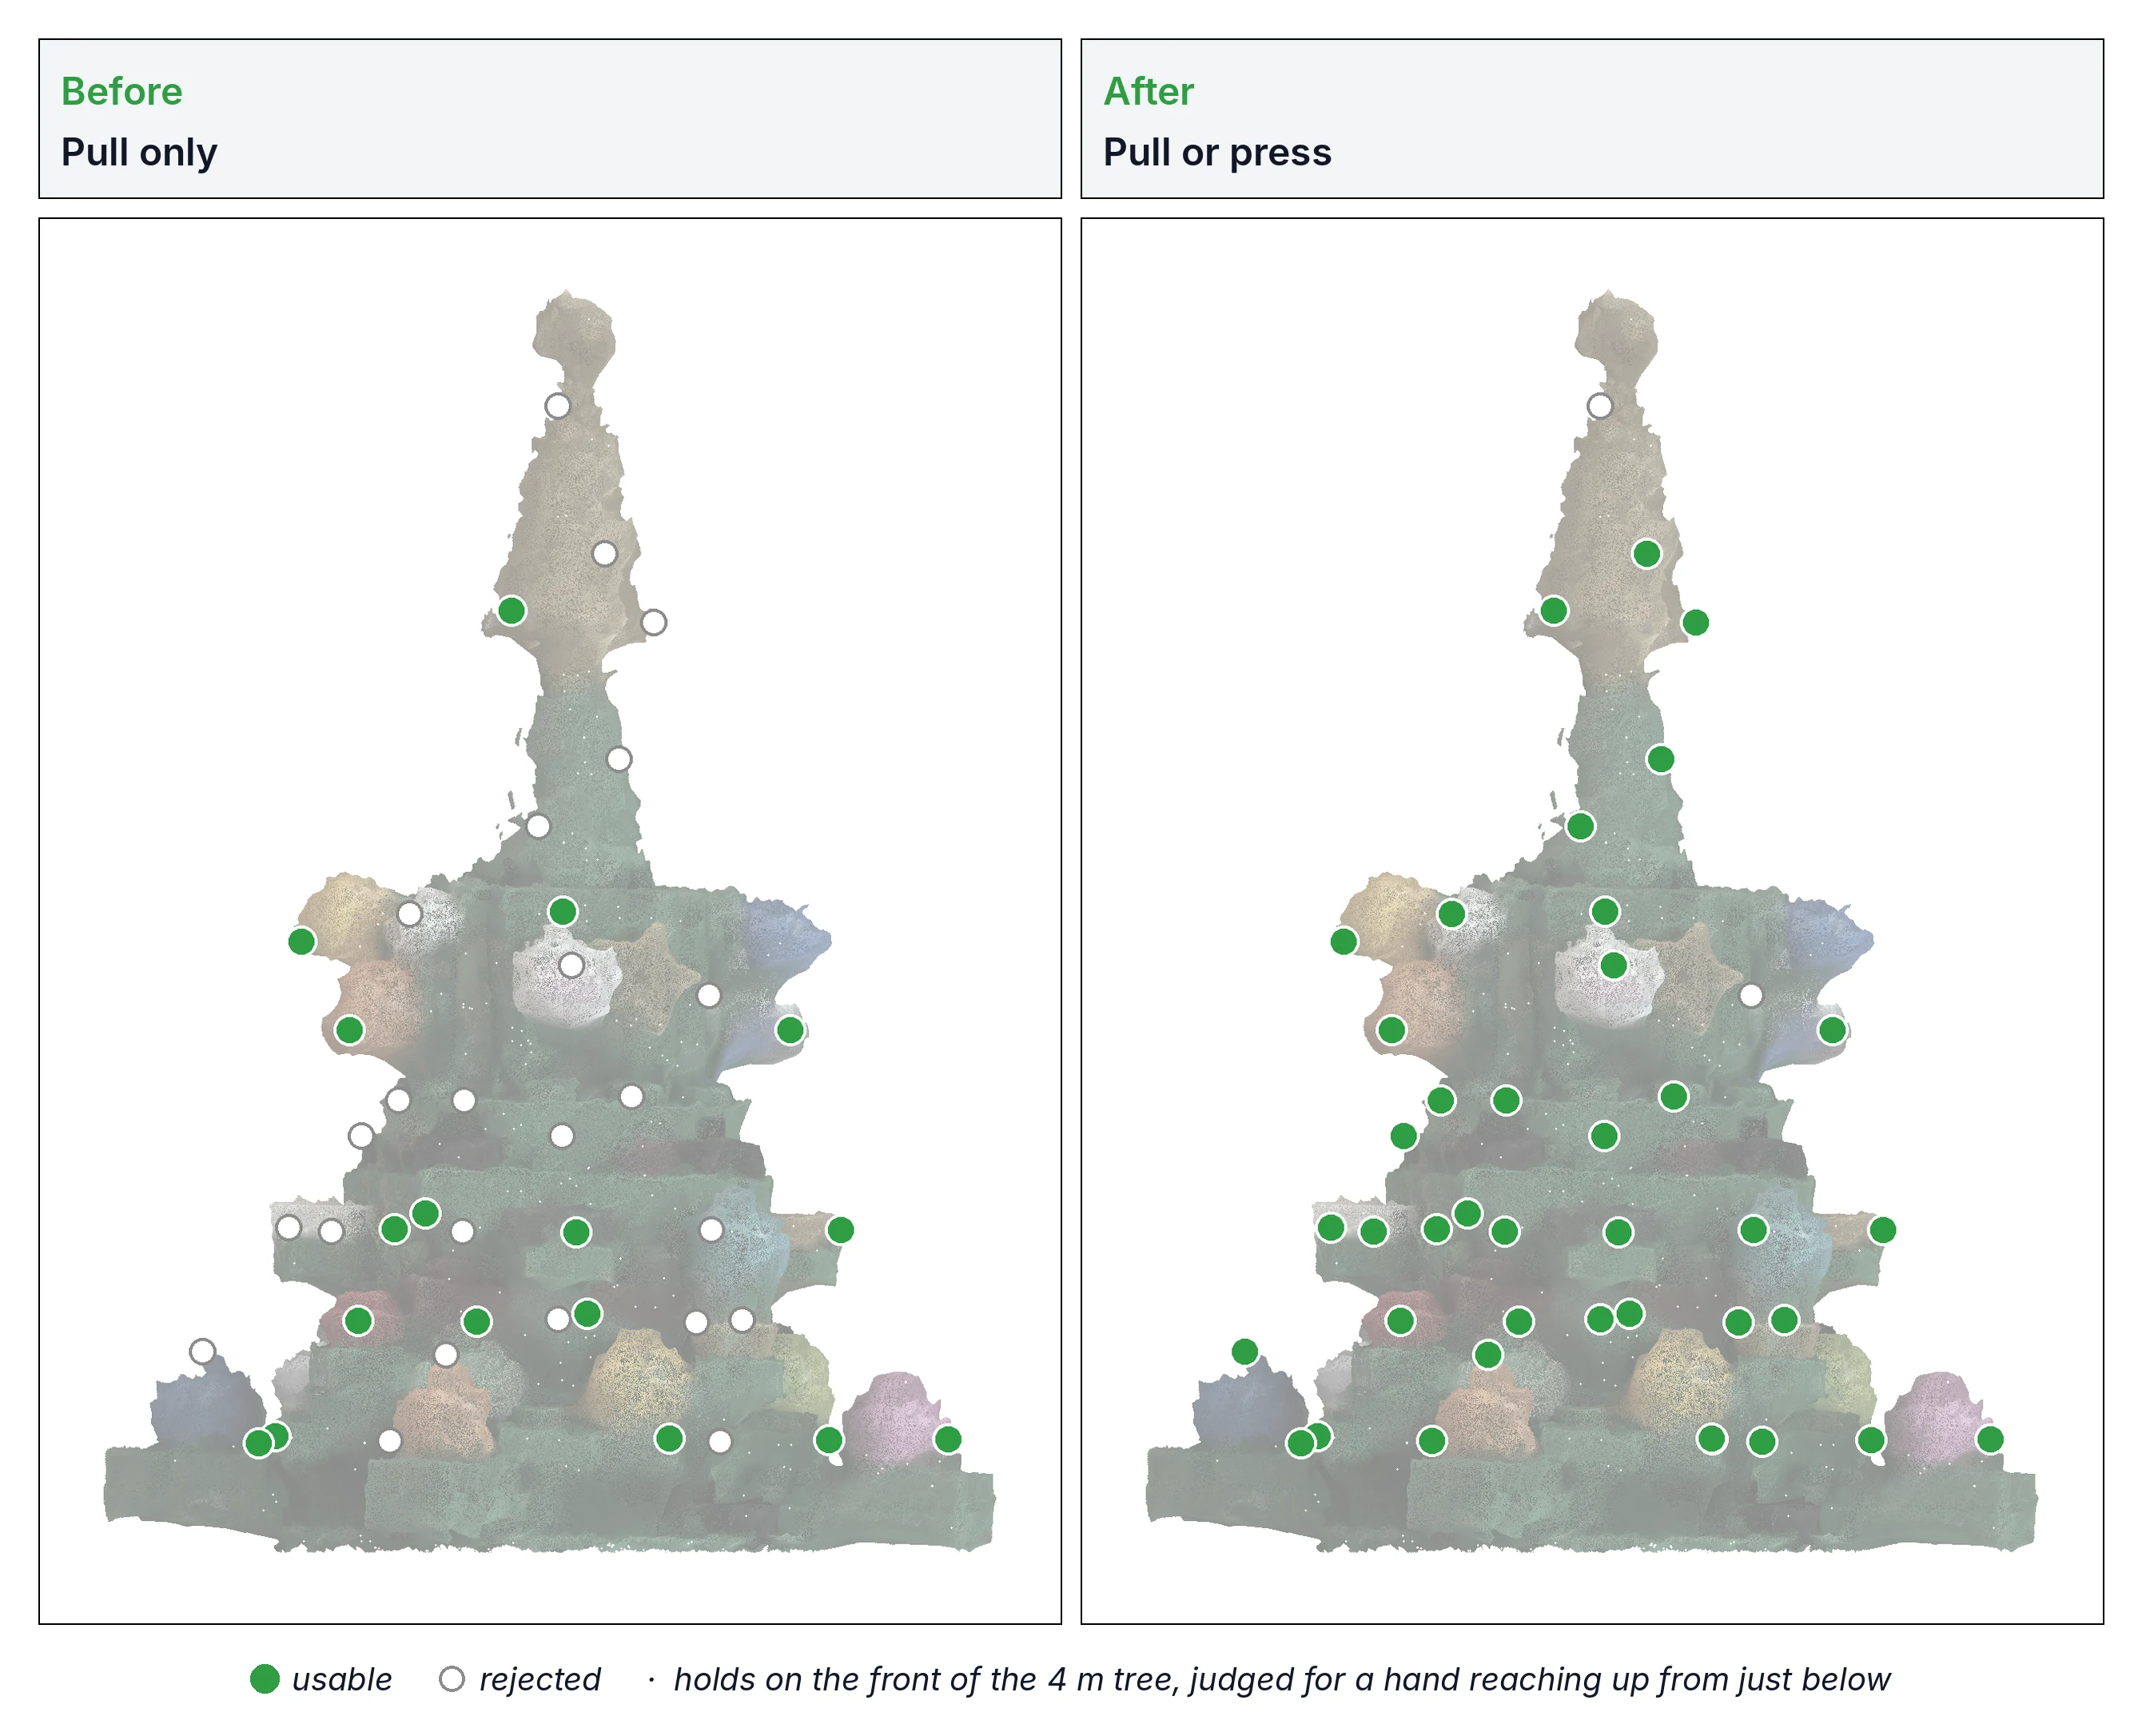 Before
Pull only
After
Pull or press
usable rejected · holds on the front of the 4 m tree, judged for a hand reaching up from just below